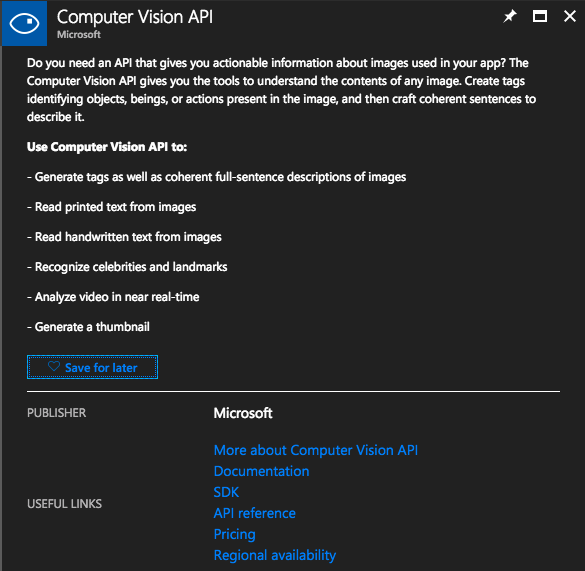 Computer Vision API
Microsoft
Do you need an API that gives you actionable information about images used in your app? The
Computer Vision API gives you the tools to understand the contents of any image. Create tags
identifying objects, beings, or actions present in the image, and then craft coherent sentences to
describe it.
Use Computer Vision API to:
- Generate tags as well as coherent full-sentence descriptions of images
- Read printed text from images
- Read handwritten text from images
- Recognize celebrities and landmarks
- Analyze video in near real-time
- Generate a thumbnail
Save for later
PUBLISHER
Microsoft
USEFUL LINKS
More about Computer Vision API
Documentation
SDK
API reference
Pricing
Regional availability